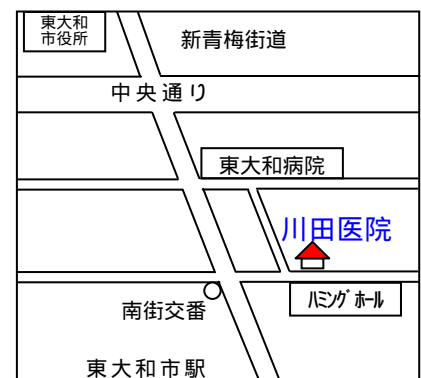 東大和
市役所
新青梅街道
中央通り
東大和病院
川田医院
ﾊﾐﾝｸﾞﾎｰﾙ
南街交番
東大和市駅